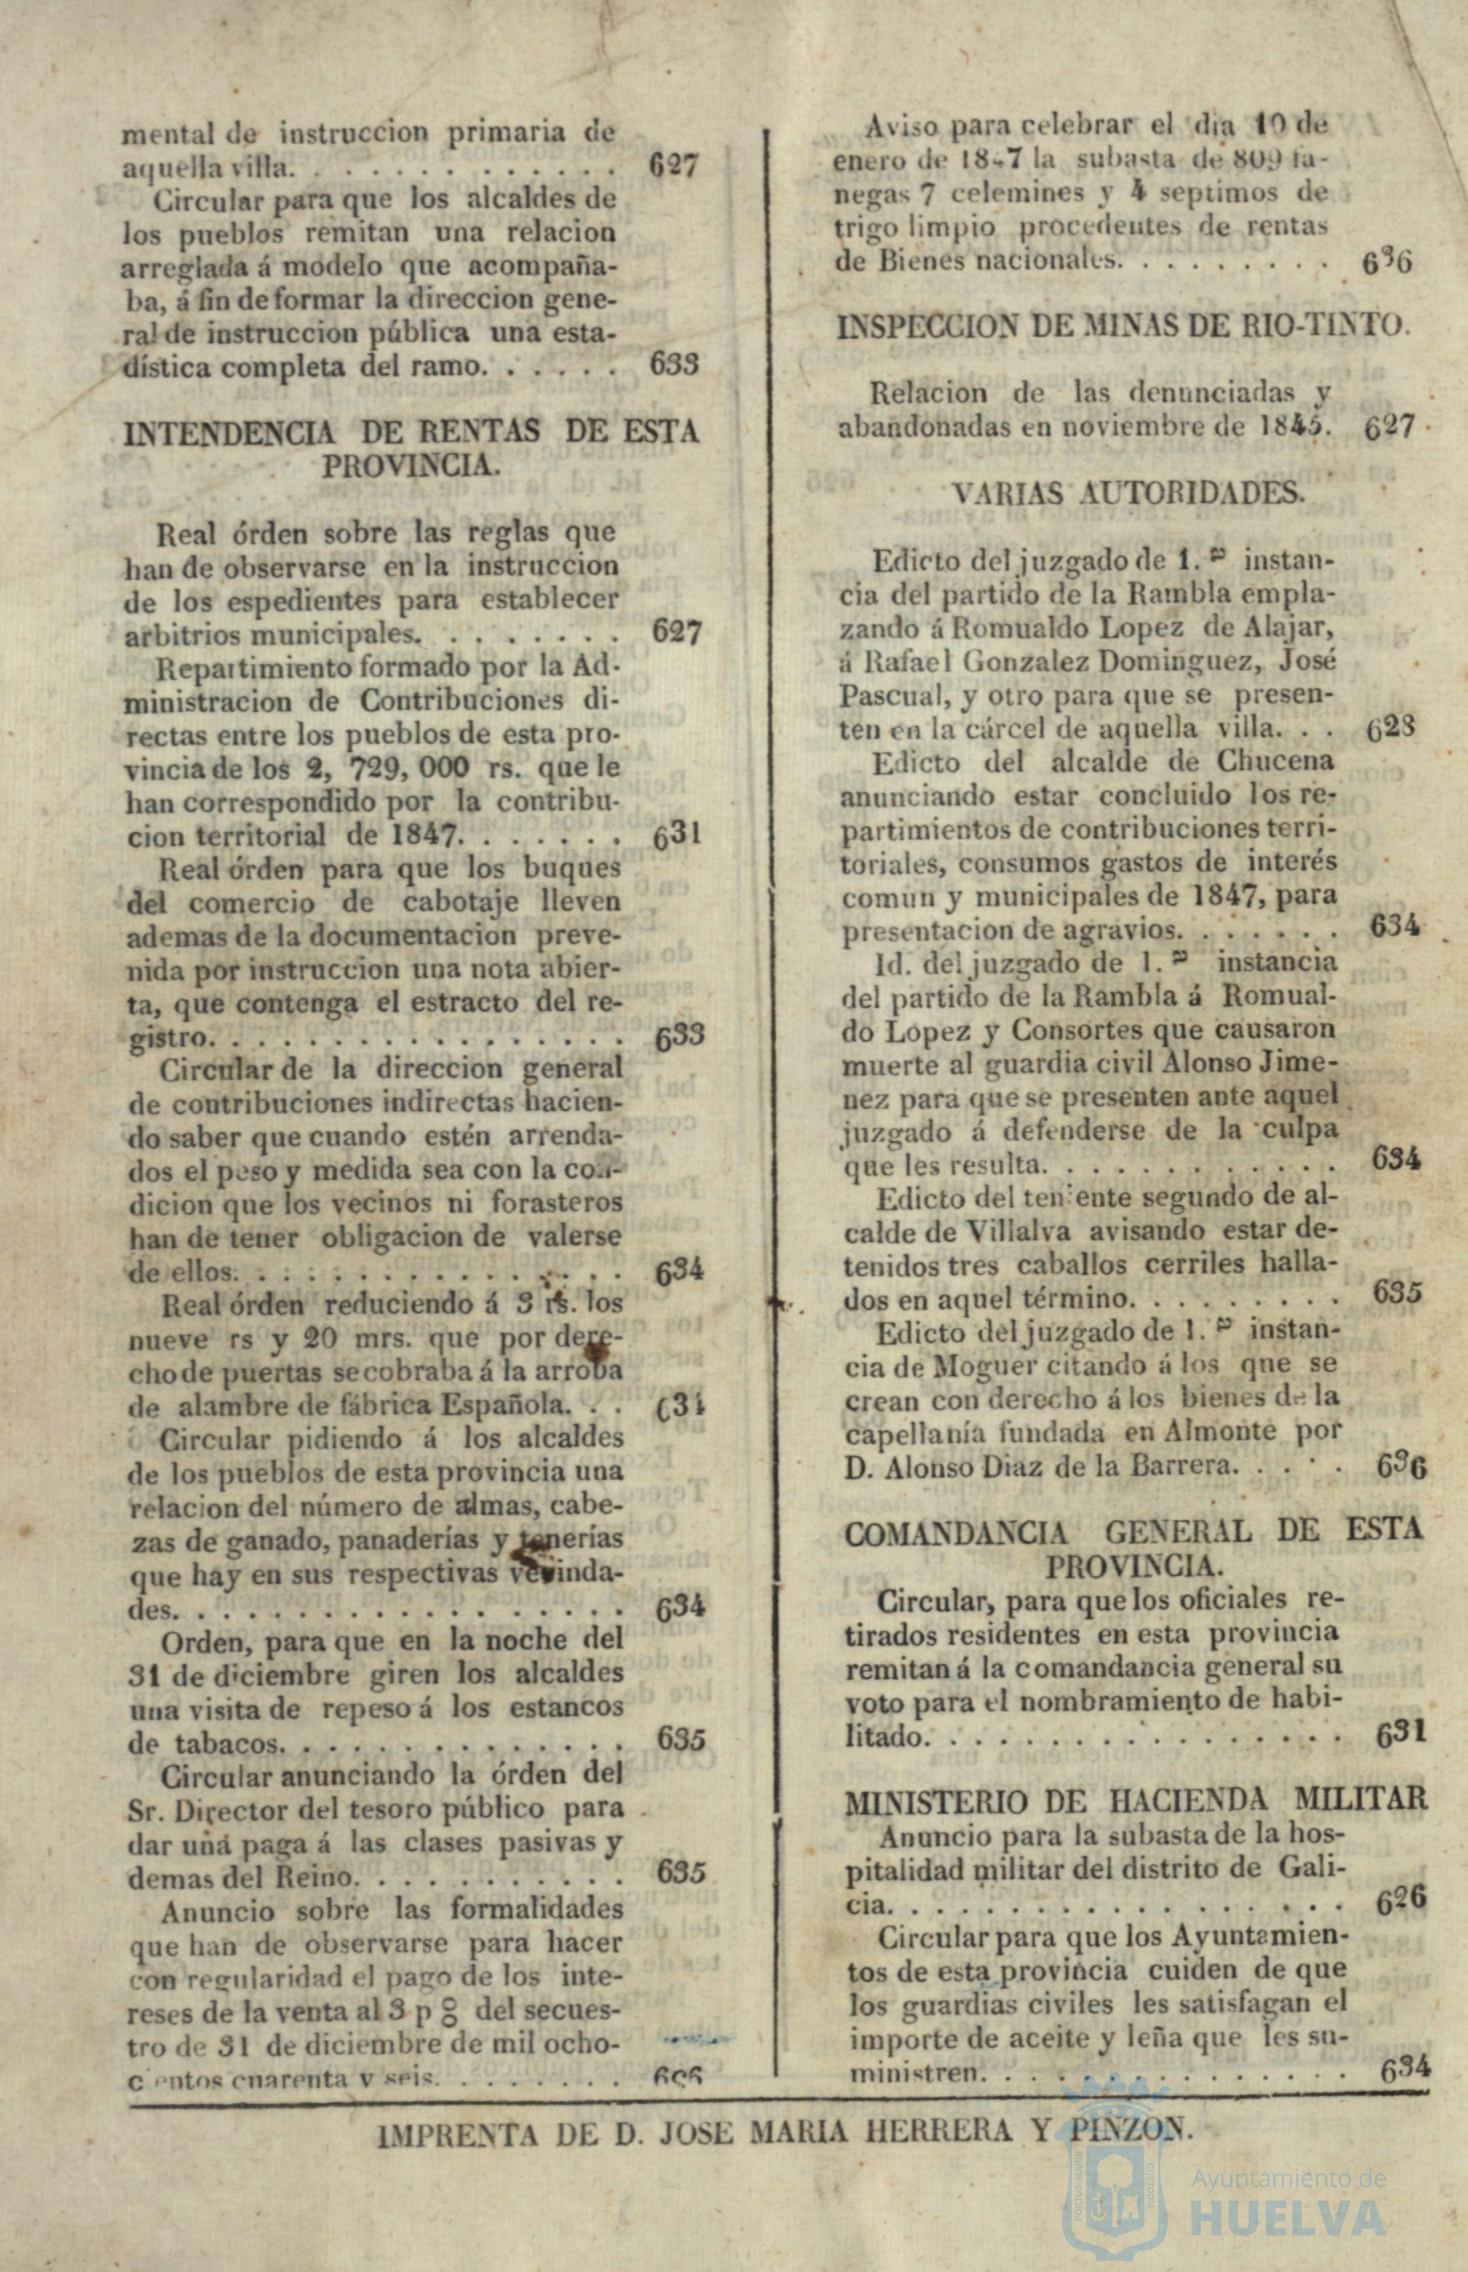 mental de instruccion primaria de
aquella villa. . . . . . . . . . . . . 627
Circular para que los alcaldes de
los pueblos remitan una relacion
arreglada á modelo que acompaña-
ba, á fin de formar la direccion gene-
ral de instruccion pública una esta-
dística completa del ramo. . . . . . 633
INTENDENCIA DE RENTAS DE ESTA
PROVINCIA.
Real órden sobre las reglas que
han de observarse en la instruccion
de los espedientes para establecer
arbitrios municipales. . . . . . . . 627
Repartimiento formado por la Ad-
ministracion de Contribuciones di-
rectas entre los pueblos de esta pro-
vincia de los 2, 729, 000 rs. que le
han correspondido por la contribu-
cion territorial de 1847. . . . . . . 631
Real órden para que los buques
del comercio de cabotaje lleven
ademas de la documentacion preve-
nida por instruccion una nota abier-
ta, que contenga el estracto del re-
gistro. . . . . . . . . . . . . . . . . 633
Circular de la direccion general
de contribuciones indirectas hacien-
do saber que cuando estén arrenda-
dos el peso y medida sea con la con-
dicion que los vecinos ni forasteros
han de tener obligacion de valerse
de ellos. . . . . . . . . . . . . . . . 634
Real órden reduciendo á 3 rs. los
nueve rs y 20 mrs. que por dere-
cho de puertas se cobraba á la arroba
de alambre de fábrica Española. . . 634
Circular pidiendo á los alcaldes
de los pueblos de esta provincia una
relacion del número de almas, cabe-
zas de ganado, panaderías y tenerías
que hay en sus respectivas vecinda-
des. . . . . . . . . . . . . . . . . . . 634
Orden, para que en la noche del
31 de diciembre giren los alcaldes
una visita de repeso á los estancos
de tabacos. . . . . . . . . . . . . . 635
Circular anunciando la órden del
Sr. Director del tesoro público para
dar una paga á las clases pasivas y
demas del Reino. . . . . . . . . . . 635
Anuncio sobre las formalidades
que han de observarse para hacer
con regularidad el pago de los inte-
reses de la venta al 3 p % del secues-
tro de 31 de diciembre de mil ocho-
cientos cuarenta y seis. . . . . . . .
Aviso para celebrar el dia 10 de
enero de 1847 la subasta de 809 fa-
negas 7 celemines y 4 septimos de
trigo limpio procedentes de rentas
de Bienes nacionales. . . . . . . . . 636
INSPECCION DE MINAS DE RIO-TINTO.
Relacion de las denunciadas y
abandonadas en noviembre de 1845. 627
VARIAS AUTORIDADES.
Edicto del juzgado de 1.ª instan-
cia del partido de la Rambla empla-
zando á Romualdo Lopez de Alajar,
á Rafael Gonzalez Dominguez, José
Pascual, y otro para que se presen-
ten en la cárcel de aquella villa. . . 628
Edicto del alcalde de Chucena
anunciando estar concluido los re-
partimientos de contribuciones terri-
toriales, consumos gastos de interés
comun y municipales de 1847, para
presentacion de agravios. . . . . . . 634
Id. del juzgado de 1.ª instancia
del partido de la Rambla á Romual-
do Lopez y Consortes que causaron
muerte al guardia civil Alonso Jime-
nez para que se presenten ante aquel
juzgado á defenderse de la culpa
que les resulta. . . . . . . . . . . . 634
Edicto del teniente segundo de al-
calde de Villalva avisando estar de-
tenidos tres caballos cerriles halla-
dos en aquel término. . . . . . . . . 635
Edicto del juzgado de 1.ª instan-
cia de Moguer citando á los que se
crean con derecho á los bienes de la
capellanía fundada en Almonte por
D. Alonso Diaz de la Barrera. . . . . 636
COMANDANCIA GENERAL DE ESTA
PROVINCIA.
Circular, para que los oficiales re-
tirados residentes en esta provincia
remitan á la comandancia general su
voto para el nombramiento de habi-
litado. . . . . . . . . . . . . . . . . 631
MINISTERIO DE HACIENDA MILITAR
Anuncio para la subasta de la hos-
pitalidad militar del distrito de Gali-
cia. . . . . . . . . . . . . . . . . . . 626
Circular para que los Ayuntamien-
tos de esta provincia cuiden de que
los guardias civiles les satisfagan el
importe de aceite y leña que les su-
ministren. . . . . . . . . . . . . . . 634
IMPRENTA DE D. JOSE MARIA HERRERA Y PINZON.
Ayuntamiento de
HUELVA